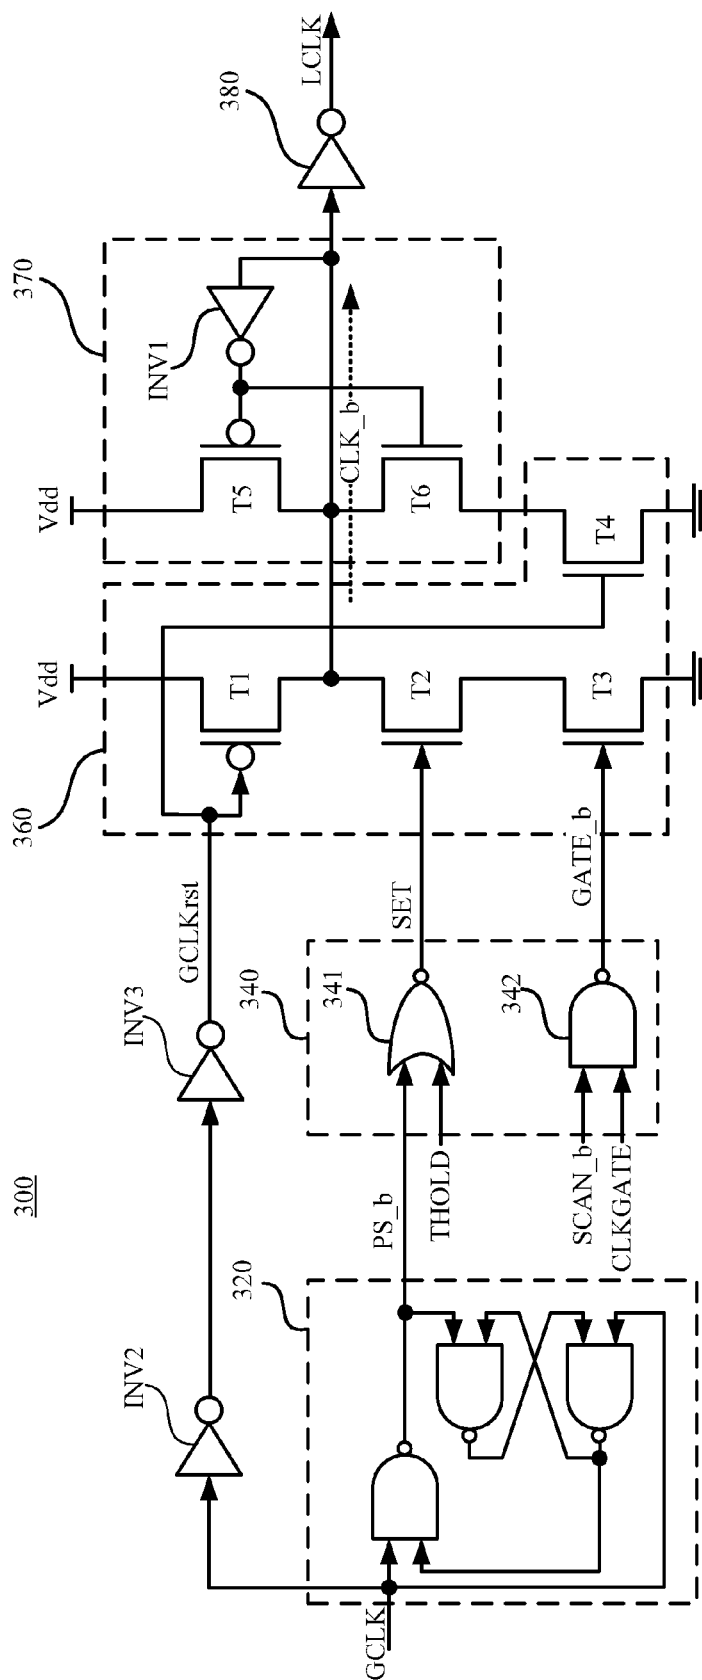 300
GCLK
INV2
320
PS_b
THOLD
SCAN_b
CLKGATE
INV3
GCLKrst
340
341
342
SET
GATE_b
360
Vdd
T1
T2
T3
T4
370
Vdd
T5
T6
INV1
CLK_b
380
LCLK